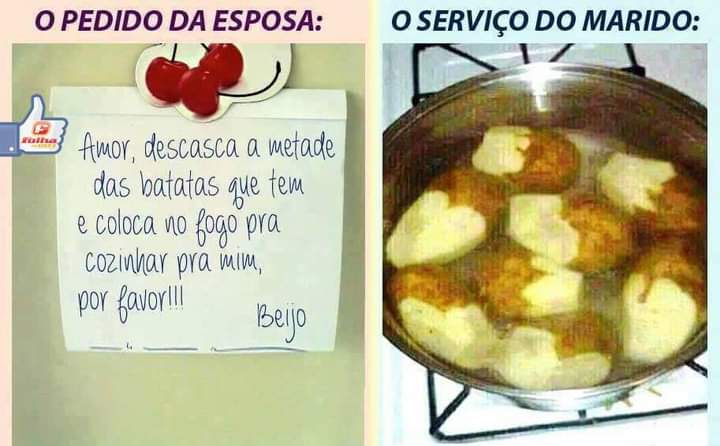 O PEDIDO DA ESPOSA:
Amor, descasca a metade
das batatas que tem
e coloca no fogo pra
cozinhar pra mim,
por favor!!!
Beijo
O SERVIÇO DO MARIDO:
folha